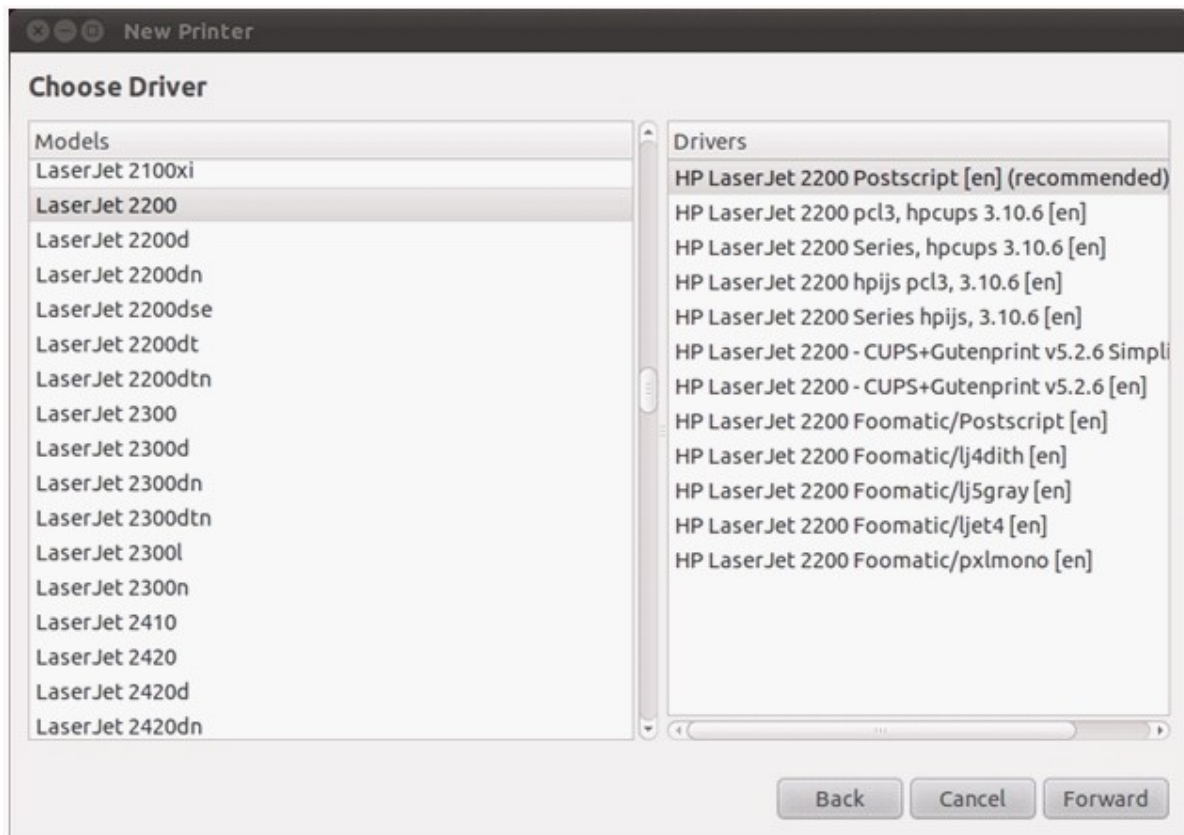 New Printer
Choose Driver
Models
LaserJet 2100xi
LaserJet 2200
LaserJet 2200d
LaserJet 2200dn
LaserJet 2200dse
LaserJet 2200dt
LaserJet 2200dtn
LaserJet 2300
LaserJet 2300d
LaserJet 2300dn
LaserJet 2300dtn
LaserJet 2300l
LaserJet 2300n
LaserJet 2410
LaserJet 2420
LaserJet 2420d
LaserJet 2420dn
Drivers
HP LaserJet 2200 Postscript [en] (recommended)
HP LaserJet 2200 pcl3, hpcups 3.10.6 [en]
HP LaserJet 2200 Series, hpcups 3.10.6 [en]
HP LaserJet 2200 hpijs pcl3, 3.10.6 [en]
HP LaserJet 2200 Series hpijs, 3.10.6 [en]
HP LaserJet 2200 - CUPS+Gutenprint v5.2.6 Simpli
HP LaserJet 2200 - CUPS+Gutenprint v5.2.6 [en]
HP LaserJet 2200 Foomatic/Postscript [en]
HP LaserJet 2200 Foomatic/lj4dith [en]
HP LaserJet 2200 Foomatic/lj5gray [en]
HP LaserJet 2200 Foomatic/ljet4 [en]
HP LaserJet 2200 Foomatic/pxlmono [en]
Back
Cancel
Forward